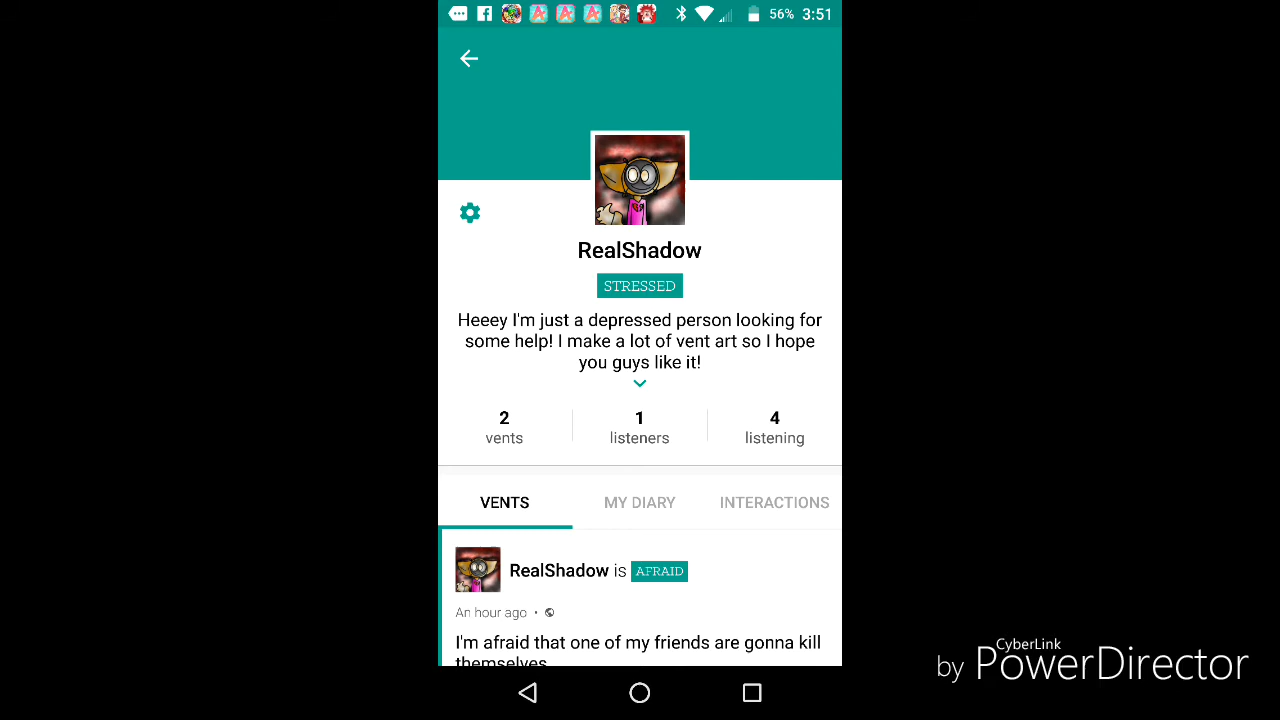 56% 3:51
RealShadow
STRESSED
Heeey I'm just a depressed person looking for
some help! I make a lot of vent art so I hope
you guys like it!
2 1 4
vents listeners listening
VENTS MY DIARY INTERACTIONS
RealShadow is AFRAID
An hour ago •
I'm afraid that one of my friends are gonna kill
themselves
CyberLink
by PowerDirector